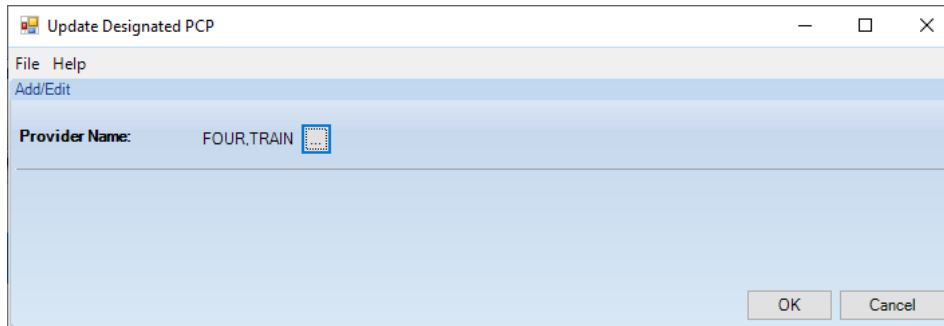 Update Designated PCP
File Help
Add/Edit
Provider Name: FOUR,TRAIN ...
OK Cancel